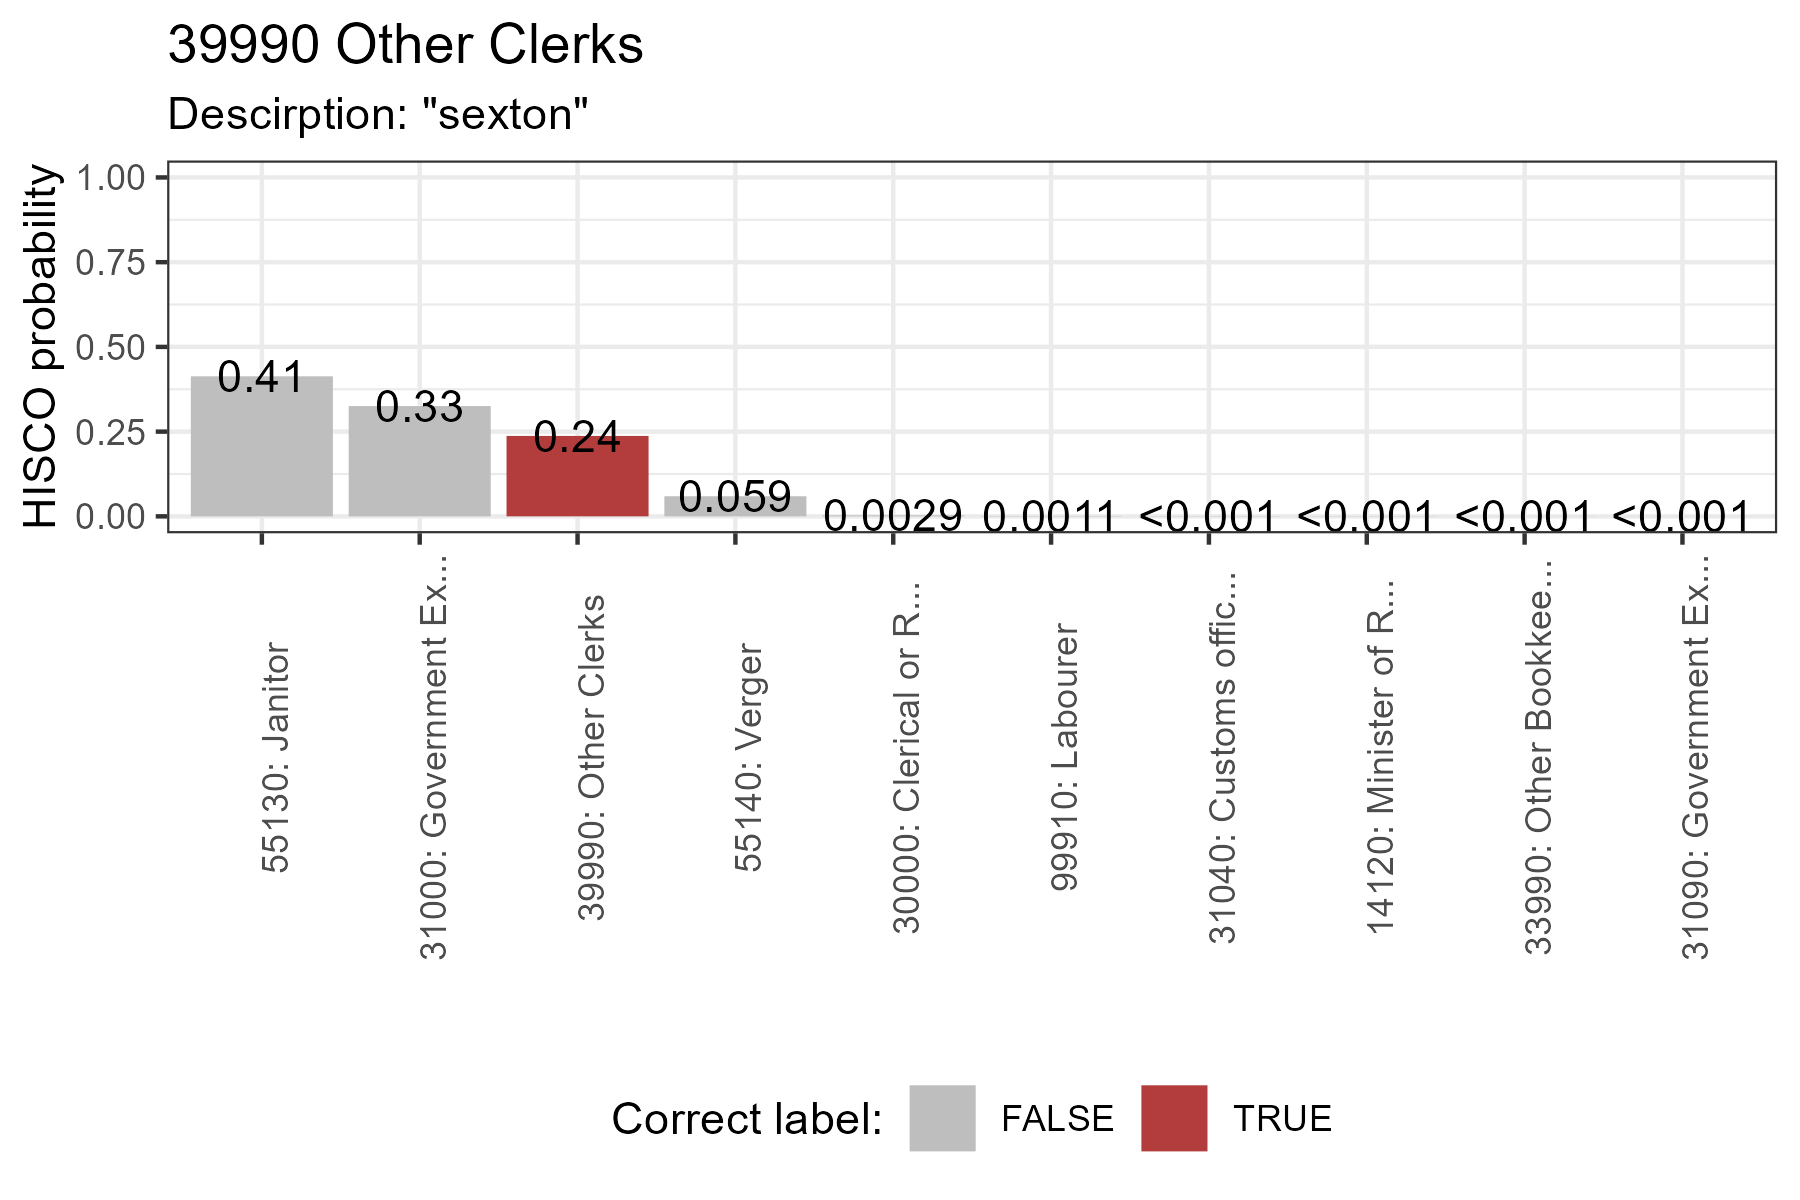 39990 Other Clerks
Descirption: "sexton"
HISCO probability
1.00
0.75
0.50
0.25
0.00
0.41
0.33
0.24
0.059
0.0029
0.0011
<0.001
<0.001
<0.001
<0.001
55130: Janitor
31000: Government Ex...
39990: Other Clerks
55140: Verger
30000: Clerical or R...
99910: Labourer
31040: Customs offic...
14120: Minister of R...
33990: Other Bookkee...
31090: Government Ex...
Correct label: FALSE TRUE